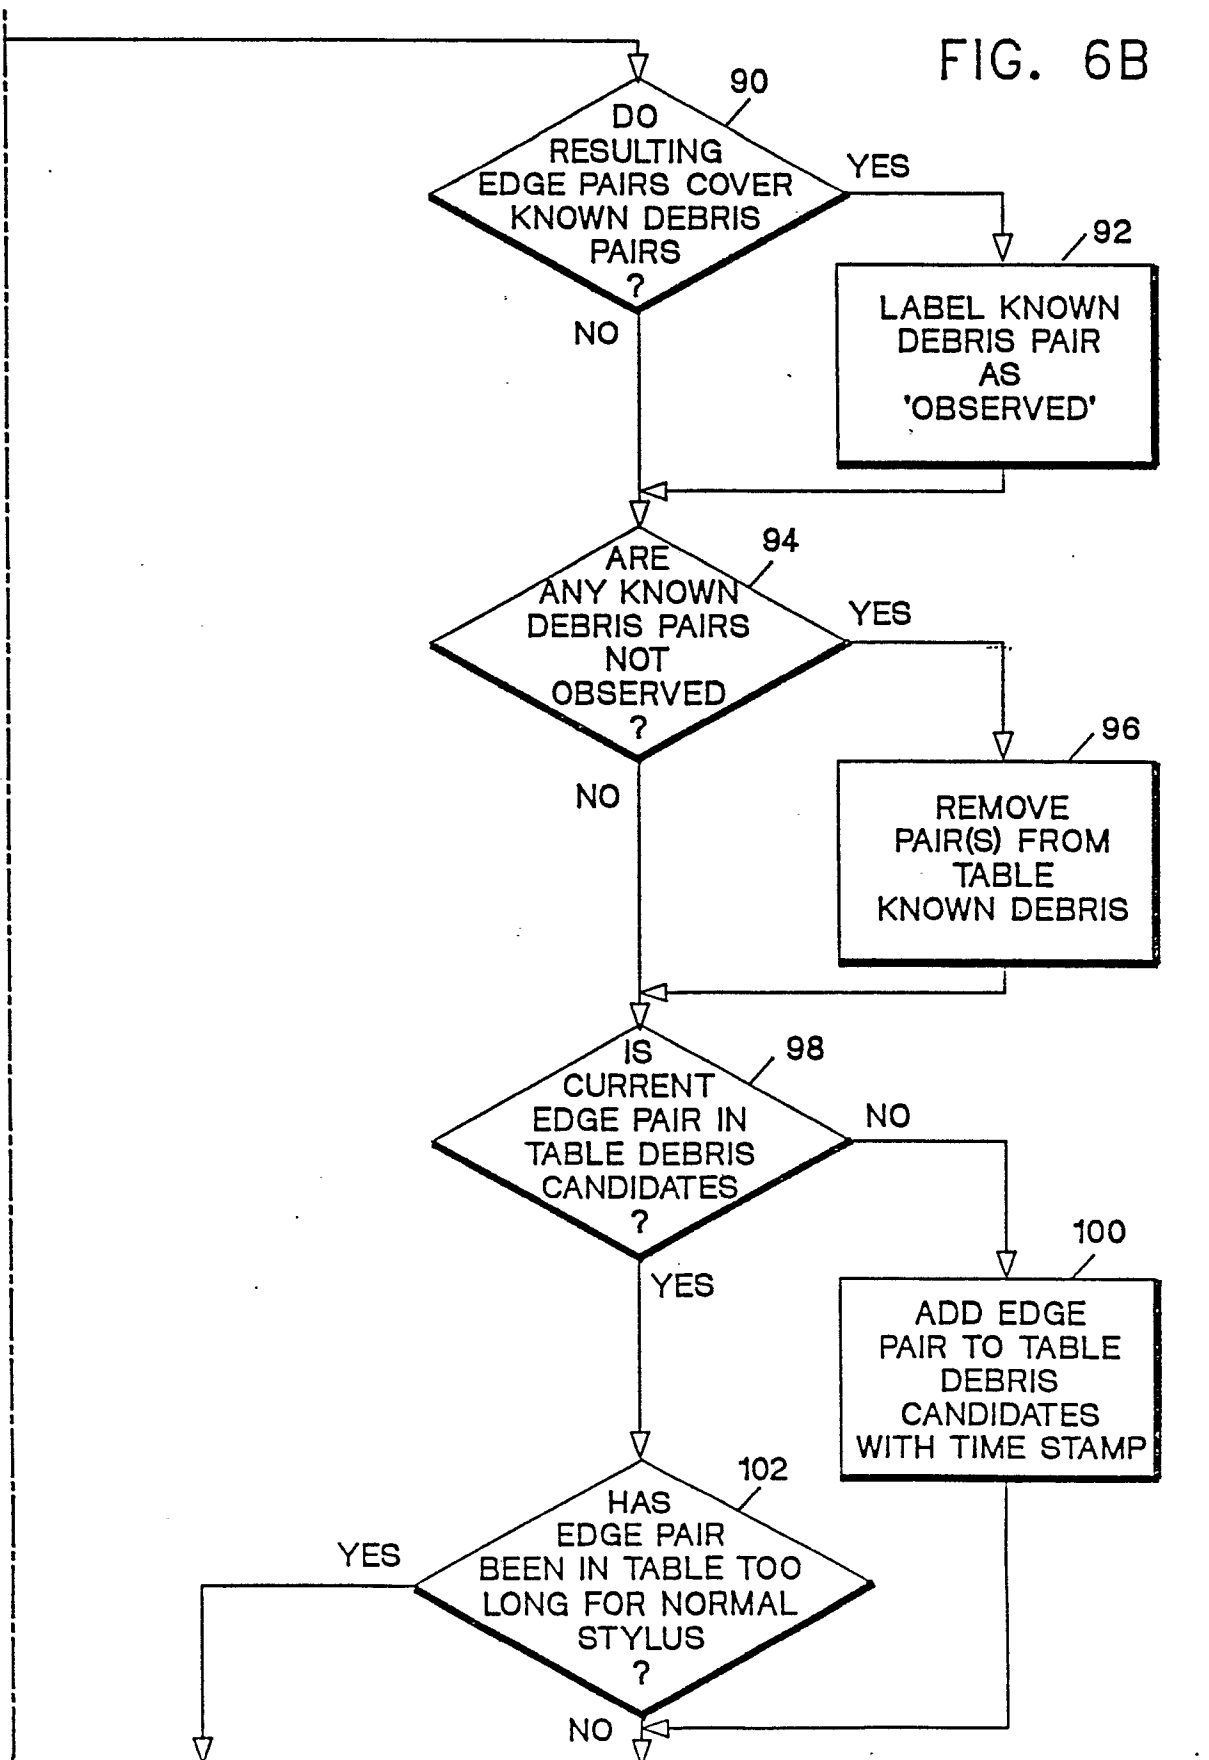 FIG. 6B
90
DO
RESULTING
EDGE PAIRS COVER
KNOWN DEBRIS
PAIRS
?
YES
NO
92
LABEL KNOWN
DEBRIS PAIR
AS
'OBSERVED'
94
ARE
ANY KNOWN
DEBRIS PAIRS
NOT
OBSERVED
?
YES
NO
96
REMOVE
PAIR(S) FROM
TABLE
KNOWN DEBRIS
98
IS
CURRENT
EDGE PAIR IN
TABLE DEBRIS
CANDIDATES
?
NO
YES
100
ADD EDGE
PAIR TO TABLE
DEBRIS
CANDIDATES
WITH TIME STAMP
102
HAS
EDGE PAIR
BEEN IN TABLE TOO
LONG FOR NORMAL
STYLUS
?
YES
NO